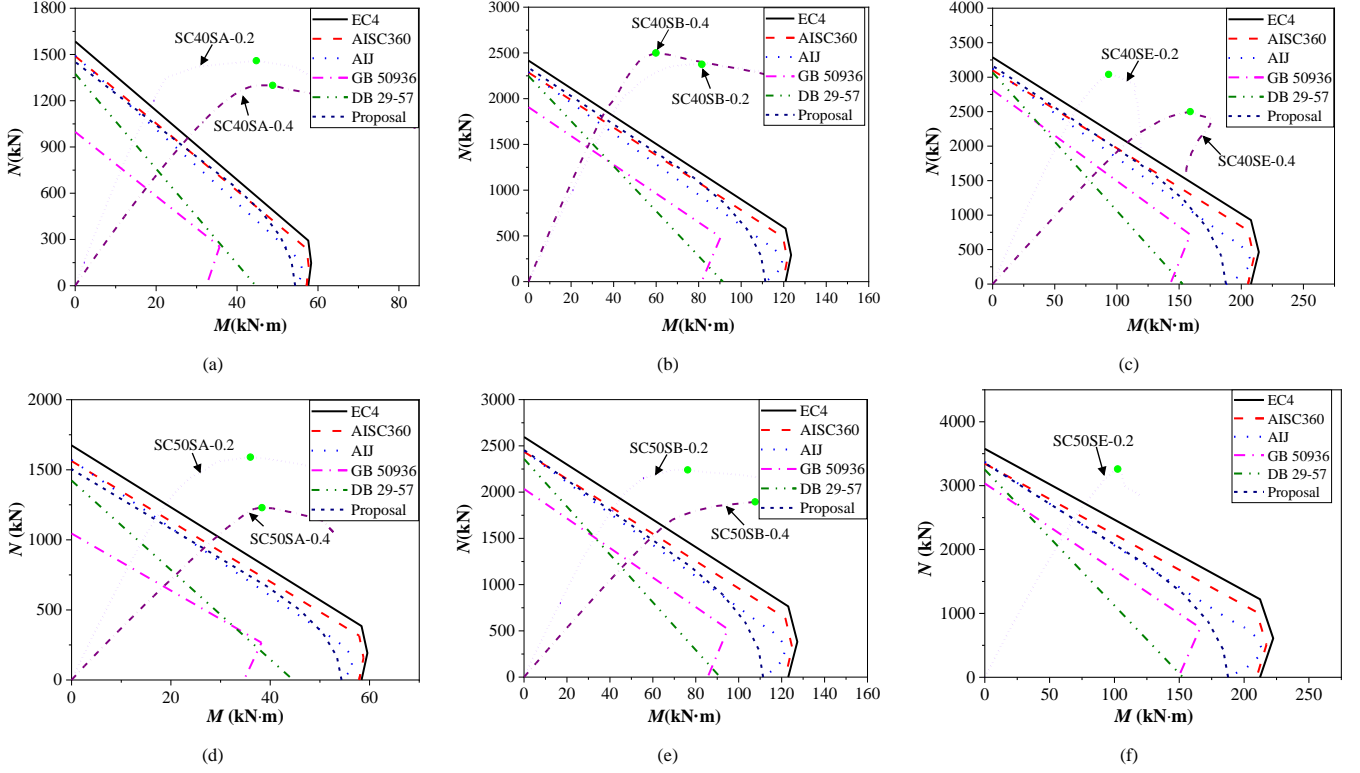 1800
1500
1200
900
600
300
0
N(kN)
0 20 40 60 80
M(kN·m)
SC40SA-0.2
SC40SA-0.4
EC4
AISC360
AIJ
GB 50936
DB 29-57
Proposal
(a)
3000
2500
2000
1500
1000
500
0
N(kN)
0 20 40 60 80 100 120 140 160
M(kN·m)
SC40SB-0.4
SC40SB-0.2
EC4
AISC360
AIJ
GB 50936
DB 29-57
Proposal
(b)
4000
3500
3000
2500
2000
1500
1000
500
0
N(kN)
0 50 100 150 200 250
M(kN·m)
SC40SE-0.2
SC40SE-0.4
EC4
AISC360
AIJ
GB 50936
DB 29-57
Proposal
(c)
2000
1500
1000
500
0
N (kN)
0 20 40 60
M (kN·m)
SC50SA-0.2
SC50SA-0.4
EC4
AISC360
AIJ
GB 50936
DB 29-57
Proposal
(d)
3000
2500
2000
1500
1000
500
0
N(kN)
0 20 40 60 80 100 120 140 160
M(kN·m)
SC50SB-0.2
SC50SB-0.4
EC4
AISC360
AIJ
GB 50936
DB 29-57
Proposal
(e)
4000
3000
2000
1000
0
N (kN)
0 50 100 150 200 250
M (kN·m)
SC50SE-0.2
EC4
AISC360
AIJ
GB 50936
DB 29-57
Proposal
(f)